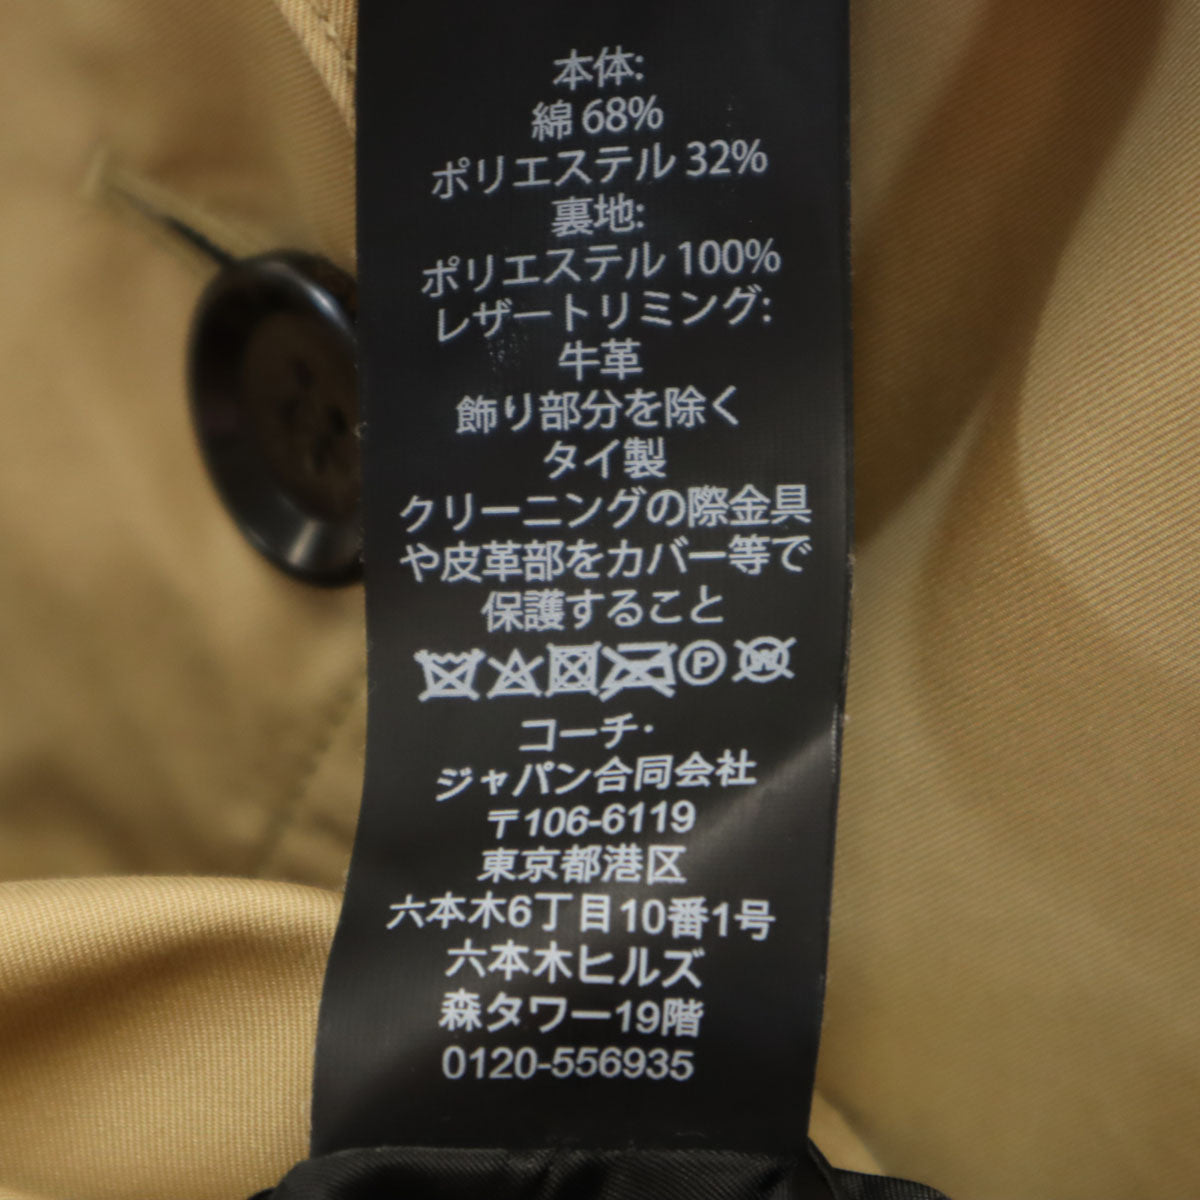 本体:
綿 68%
ポリエステル 32%
裏地:
ポリエステル 100%
レザートリミング:
牛革
飾り部分を除く
タイ製
クリーニングの際金具
や皮革部をカバー等で
保護すること
P W
コーチ・
ジャパン合同会社
〒106-6119
東京都港区
六本木6丁目10番1号
六本木ヒルズ
森タワー19階
0120-556935